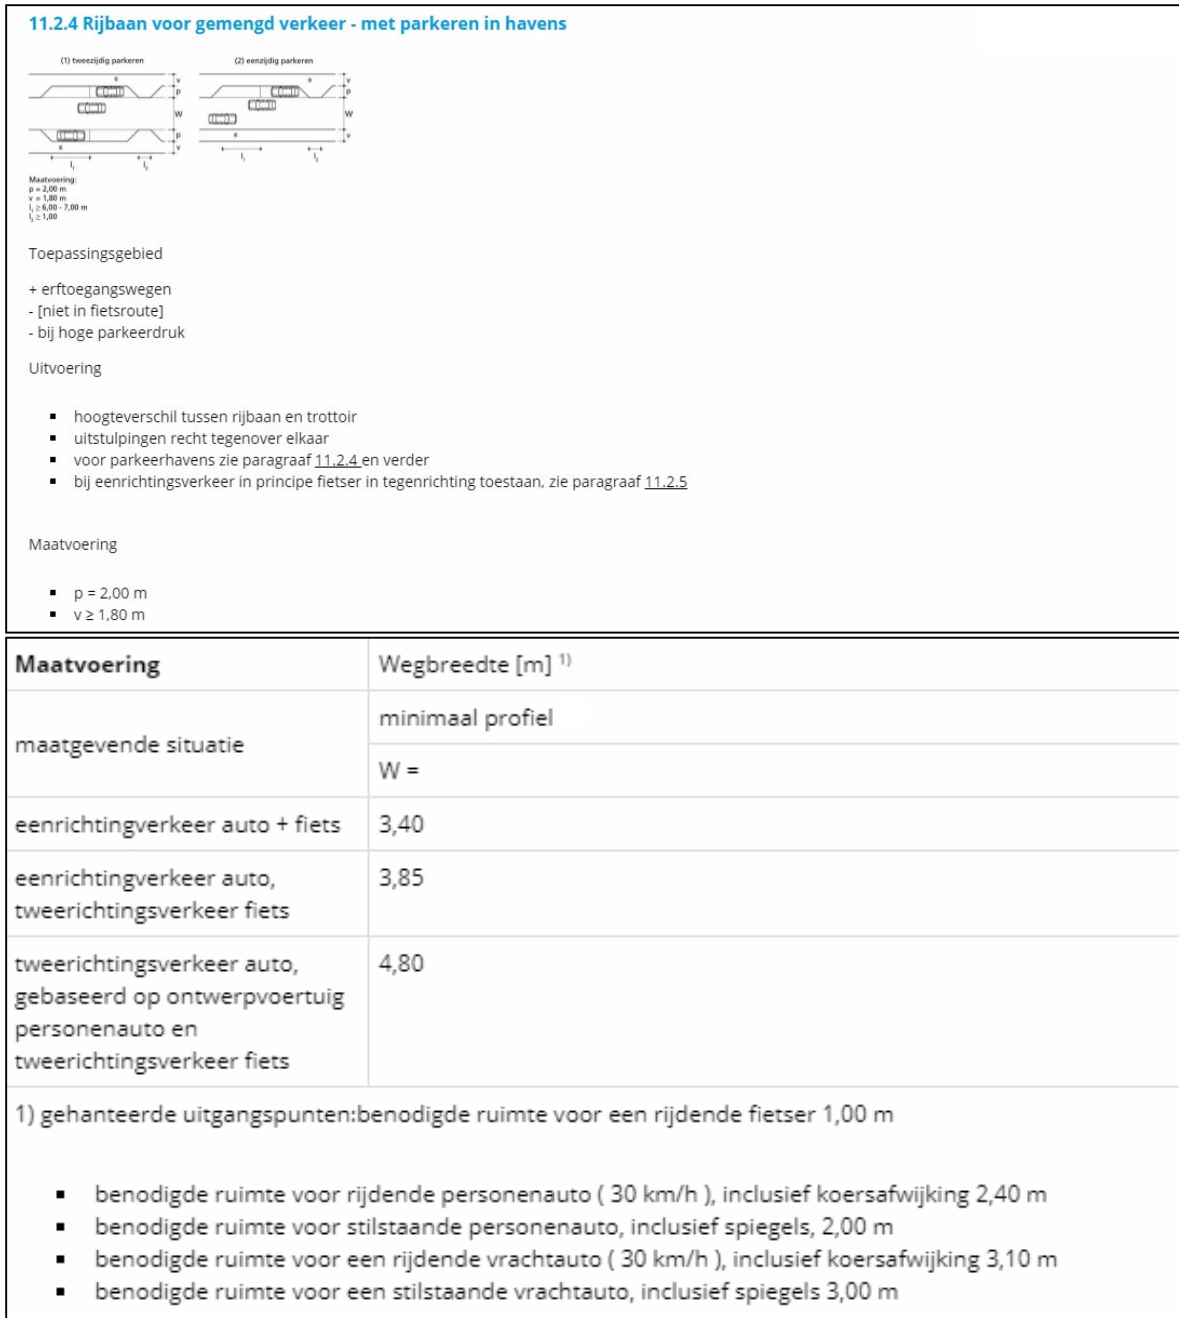 11.2.4 Rijbaan voor gemengd verkeer - met parkeren in havens
(1) tweezijdig parkeren
(2) eenzijdig parkeren
v
p
W
p
v
v
p
W
v
Maatvoering:
p = 2,00 m
v = 1,80 m
l₁ ≥ 6,00 - 7,00 m
≥ 1,00
Toepassingsgebied
+ erftoegangswegen
- [niet in fietsroute]
- bij hoge parkeerdruk
Uitvoering
▪ hoogteverschil tussen rijbaan en trottoir
▪ uitstulpingen recht tegenover elkaar
▪ voor parkeerhavens zie paragraaf 11.2.4 en verder
▪ bij eenrichtingsverkeer in principe fietser in tegenrichting toestaan, zie paragraaf 11.2.5
Maatvoering
▪ p = 2,00 m
▪ v ≥ 1,80 m
Maatvoering
Wegbreedte [m] 1)
maatgevende situatie
minimaal profiel
W =
eenrichtingverkeer auto + fiets
3,40
eenrichtingverkeer auto,
tweerichtingsverkeer fiets
3,85
tweerichtingsverkeer auto,
gebaseerd op ontwerpvoertuig
personenauto en
tweerichtingsverkeer fiets
4,80
1) gehanteerde uitgangspunten:benodigde ruimte voor een rijdende fietser 1,00 m
▪ benodigde ruimte voor rijdende personenauto ( 30 km/h ), inclusief koersafwijking 2,40 m
▪ benodigde ruimte voor stilstaande personenauto, inclusief spiegels, 2,00 m
▪ benodigde ruimte voor een rijdende vrachtauto ( 30 km/h ), inclusief koersafwijking 3,10 m
▪ benodigde ruimte voor een stilstaande vrachtauto, inclusief spiegels 3,00 m